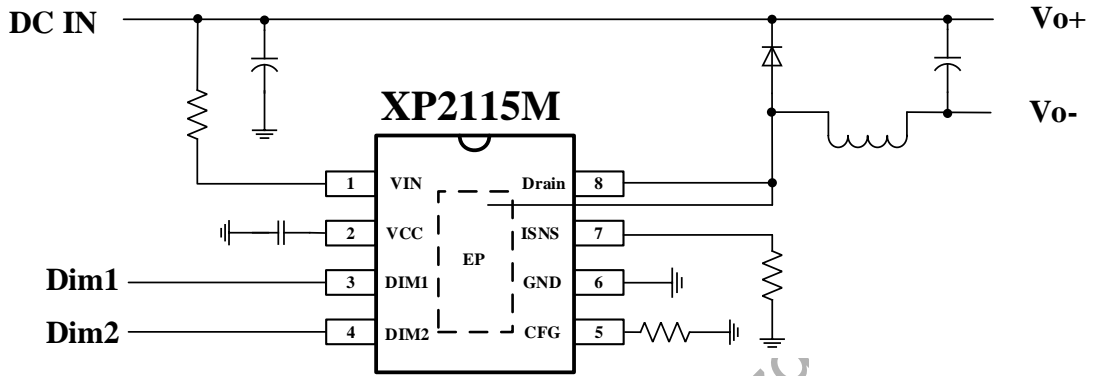 DC IN
Vo+
XP2115M
Vo-
1 VIN Drain 8
2 VCC ISNS 7
EP
Dim1 3 DIM1 GND 6
Dim2 4 DIM2 CFG 5